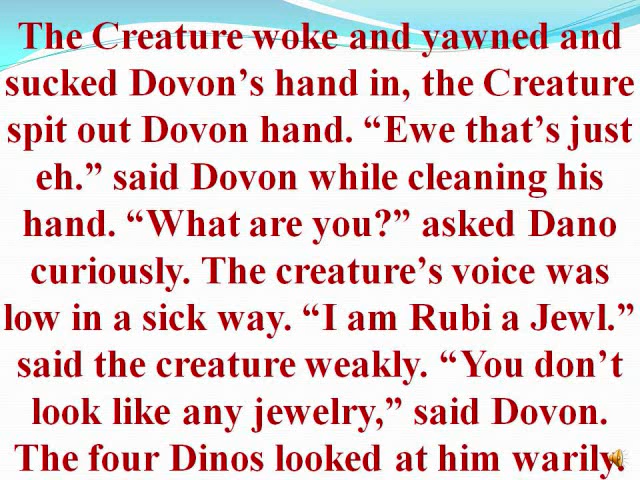 The Creature woke and yawned and
sucked Dovon’s hand in, the Creature
spit out Dovon hand. “Ewe that’s just
eh.” said Dovon while cleaning his
hand. “What are you?” asked Dano
curiously. The creature’s voice was
low in a sick way. “I am Rubi a Jewl.”
said the creature weakly. “You don’t
look like any jewelry,” said Dovon.
The four Dinos looked at him warily.